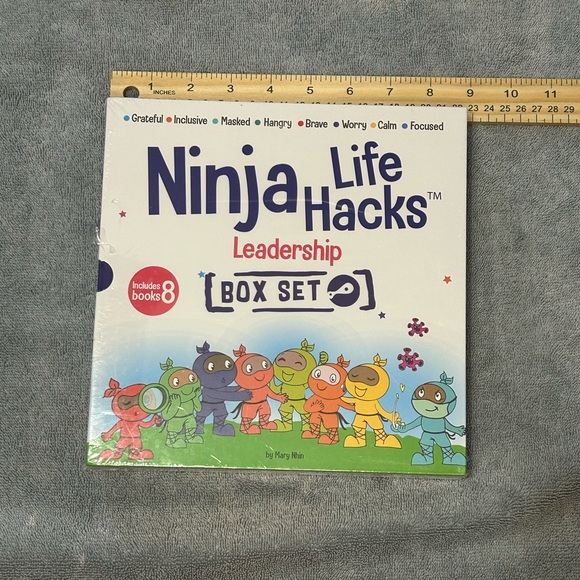 1 2 3 4 5 6 7 8 9 10 11
INCHES
23 24 25 26 27 28 29
Grateful Inclusive Masked Hangry Brave Worry Calm Focused
Ninja Life Hacks™
Leadership
[BOX SET]
Includes 8 books
by Mary Nhin